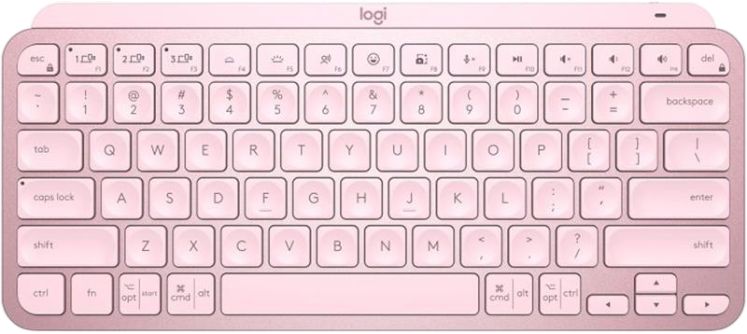 logi
esc 1 F1 2 F2 3 F3 F4 F5 F6 F7 F8 F9 F10 F11 F12 del
~ ` ! 1 @ 2 # 3 $ 4 % 5 ^ 6 & 7 * 8 ( 9 ) 0 — - + = backspace
tab Q W E R T Y U I O P { [ } ] | \
caps lock A S D F G H J K L : ; " ' enter
shift Z X C V B N M < , > . ? / shift
ctrl fn ⌥ opt start ⌘ cmd alt ⌘ cmd alt ⌥ opt ctrl